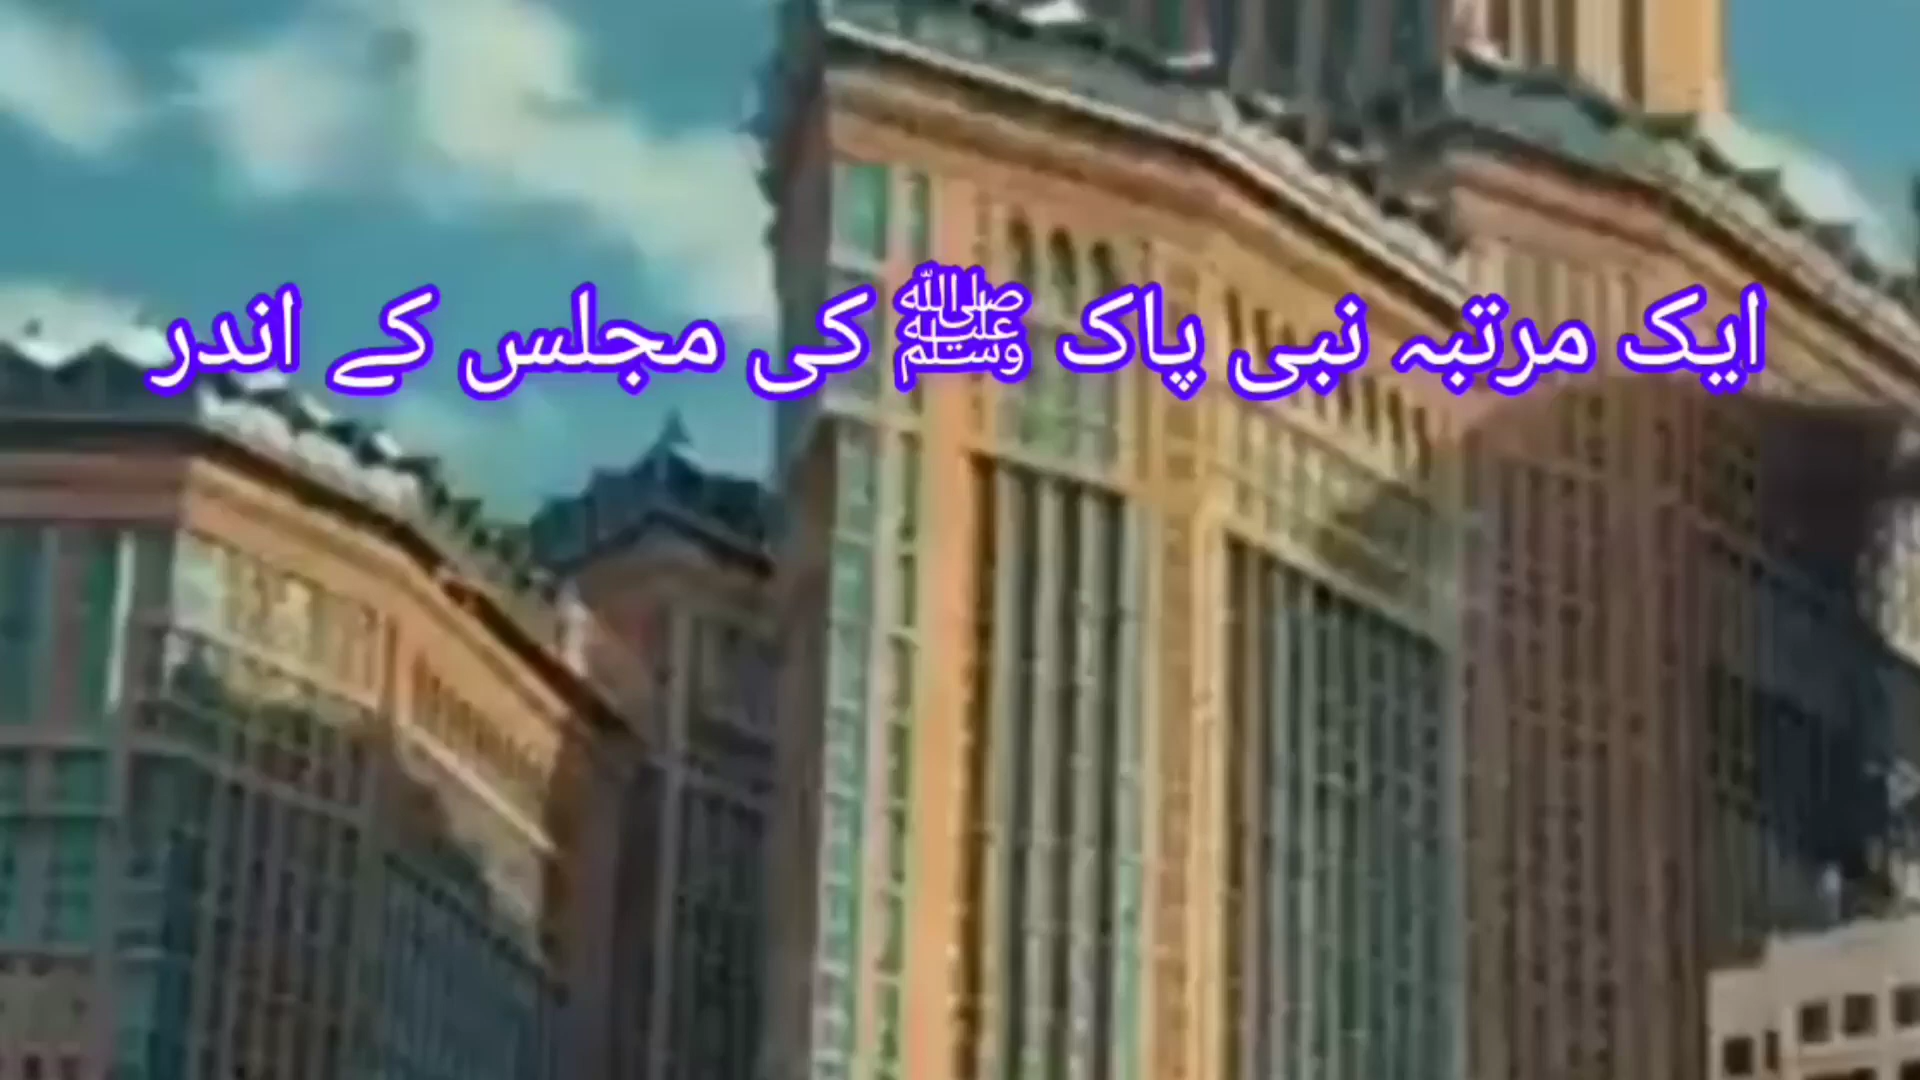 ایک مرتبہ نبی پاک ﷺ کی مجلس کے اندر